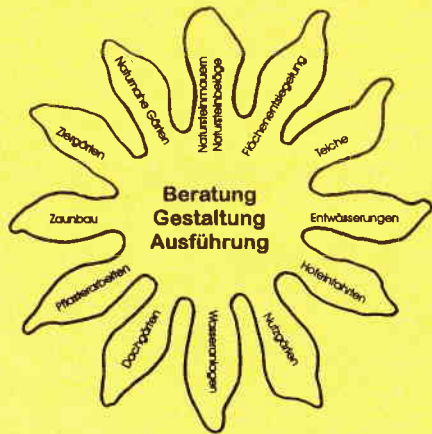 Beratung
Gestaltung
Ausführung
Natursteinmauern
Natursteinbeläge
Flächenentsiegelung
Teiche
Entwässerungen
Hofeinfahrten
Nutzgärten
Wasseranlagen
Dachgärten
Pflasterarbeiten
Zaunbau
Ziergärten
Naturnahe Gärten